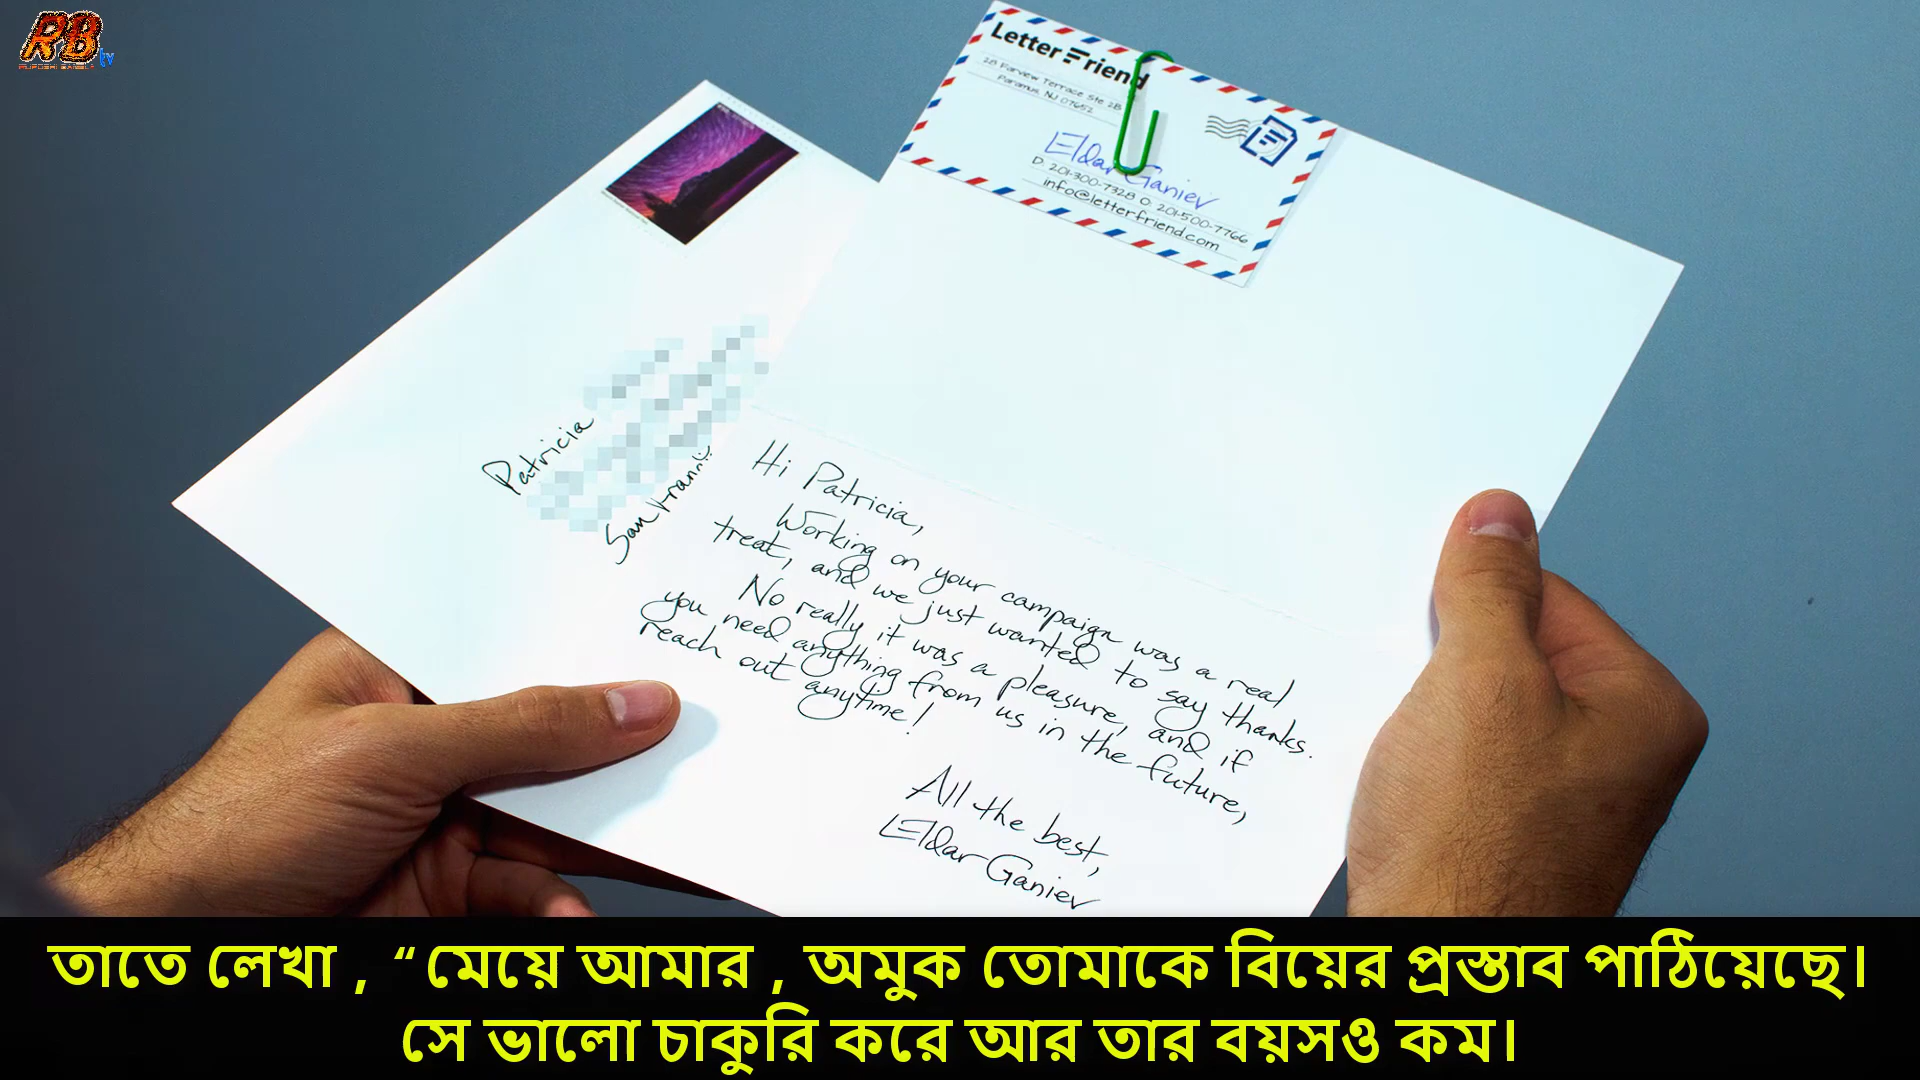 RB tv
Letter Friend
28 Farview Terrace Ste 2B
Paramus, NJ 07652
Eldar Ganiev
D: 201-300-7328 O: 201-500-7766
info@letterfriend.com
Patricia
San Franci
Hi Patricia,
Working on your campaign was a real
treat, and we just wanted to say thanks.
No really it was a pleasure, and if
you need anything from us in the future,
reach out anytime!
All the best,
Eldar Ganiev
তাতে লেখা , “ মেয়ে আমার , অমুক তোমাকে বিয়ের প্রস্তাব পাঠিয়েছে।
সে ভালো চাকুরি করে আর তার বয়সও কম।